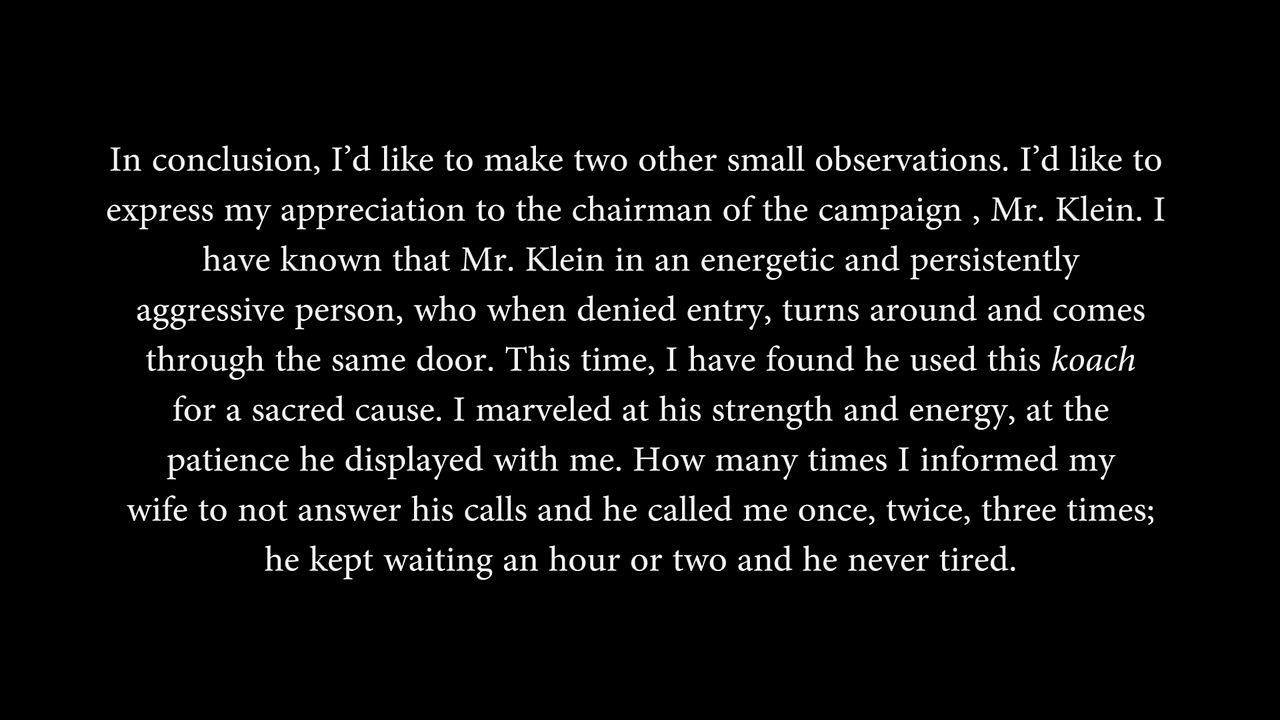 In conclusion, I’d like to make two other small observations. I’d like to
express my appreciation to the chairman of the campaign , Mr. Klein. I
have known that Mr. Klein in an energetic and persistently
aggressive person, who when denied entry, turns around and comes
through the same door. This time, I have found he used this koach
for a sacred cause. I marveled at his strength and energy, at the
patience he displayed with me. How many times I informed my
wife to not answer his calls and he called me once, twice, three times;
he kept waiting an hour or two and he never tired.